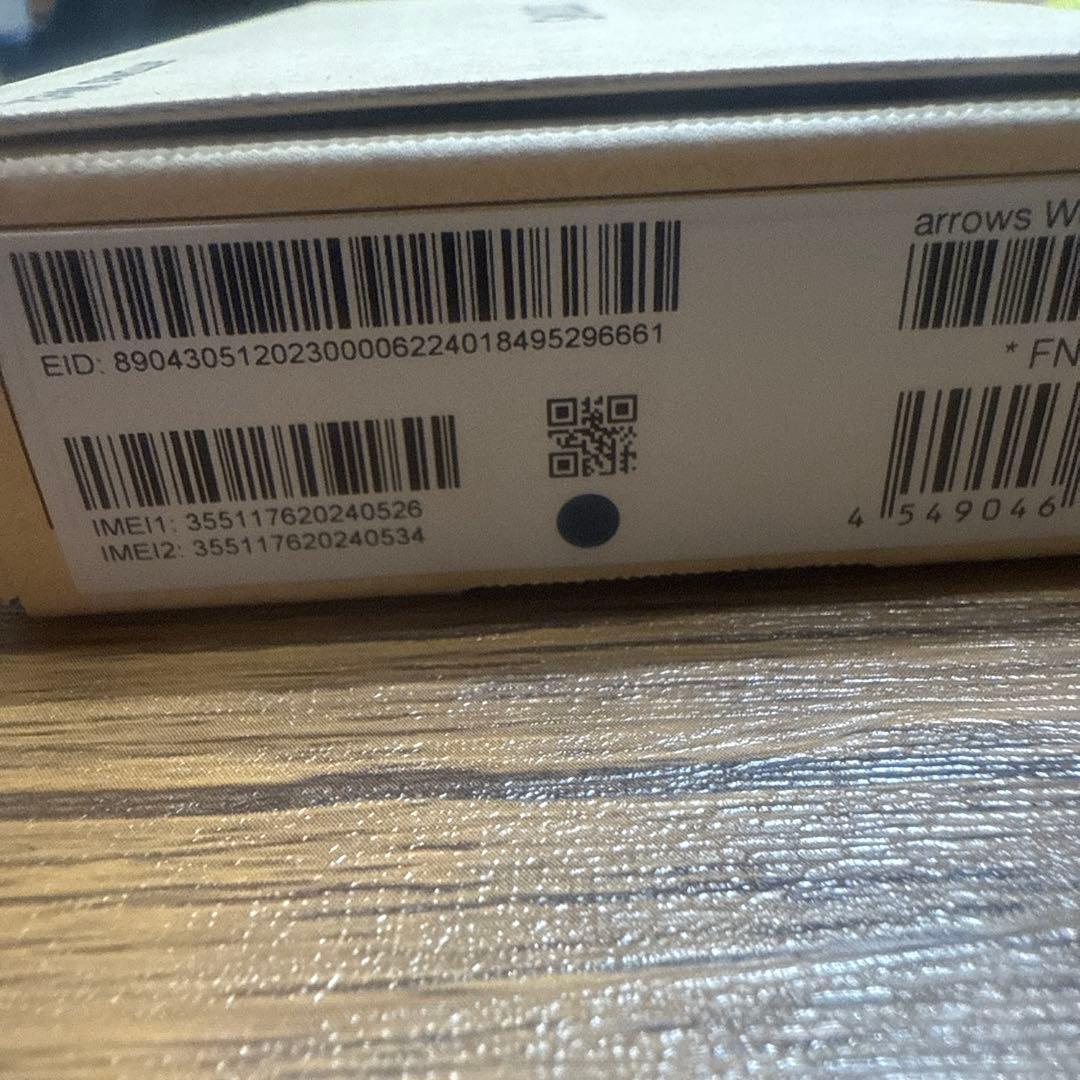 arrows W
EID: 89043051202300006224018495296661
* FN
IMEI1: 355117620240526
IMEI2: 355117620240534
4 549046